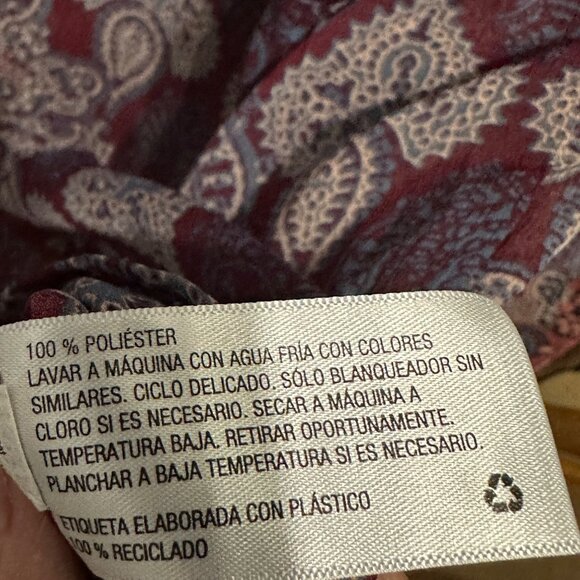 100 % POLIÉSTER
LAVAR A MÁQUINA CON AGUA FRÍA CON COLORES
SIMILARES. CICLO DELICADO. SÓLO BLANQUEADOR SIN
CLORO SI ES NECESARIO. SECAR A MÁQUINA A
TEMPERATURA BAJA. RETIRAR OPORTUNAMENTE.
PLANCHAR A BAJA TEMPERATURA SI ES NECESARIO.
ETIQUETA ELABORADA CON PLÁSTICO
100 % RECICLADO